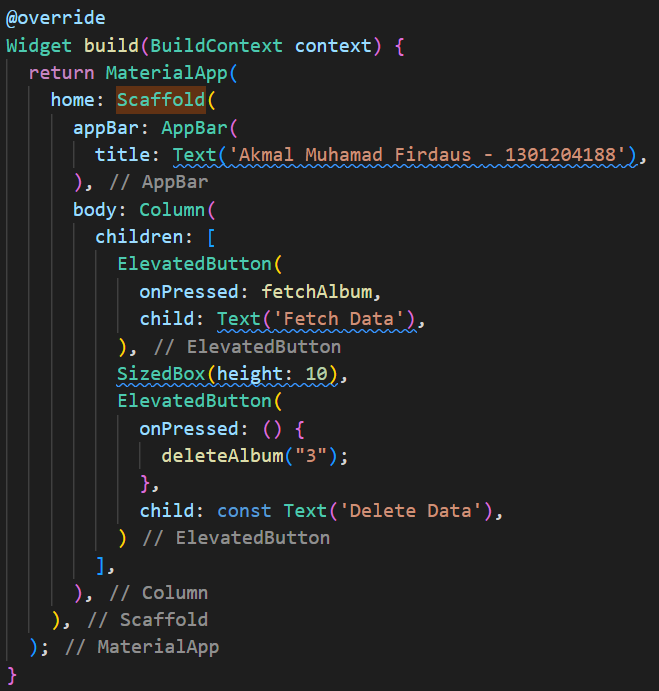 @override
Widget build(BuildContext context) {
  return MaterialApp(
    home: Scaffold(
      appBar: AppBar(
        title: Text('Akmal Muhamad Firdaus - 1301204188'),
      ), // AppBar
      body: Column(
        children: [
          ElevatedButton(
            onPressed: fetchAlbum,
            child: Text('Fetch Data'),
          ), // ElevatedButton
          SizedBox(height: 10),
          ElevatedButton(
            onPressed: () {
              deleteAlbum("3");
            },
            child: const Text('Delete Data'),
          ) // ElevatedButton
        ],
      ), // Column
    ), // Scaffold
  ); // MaterialApp
}